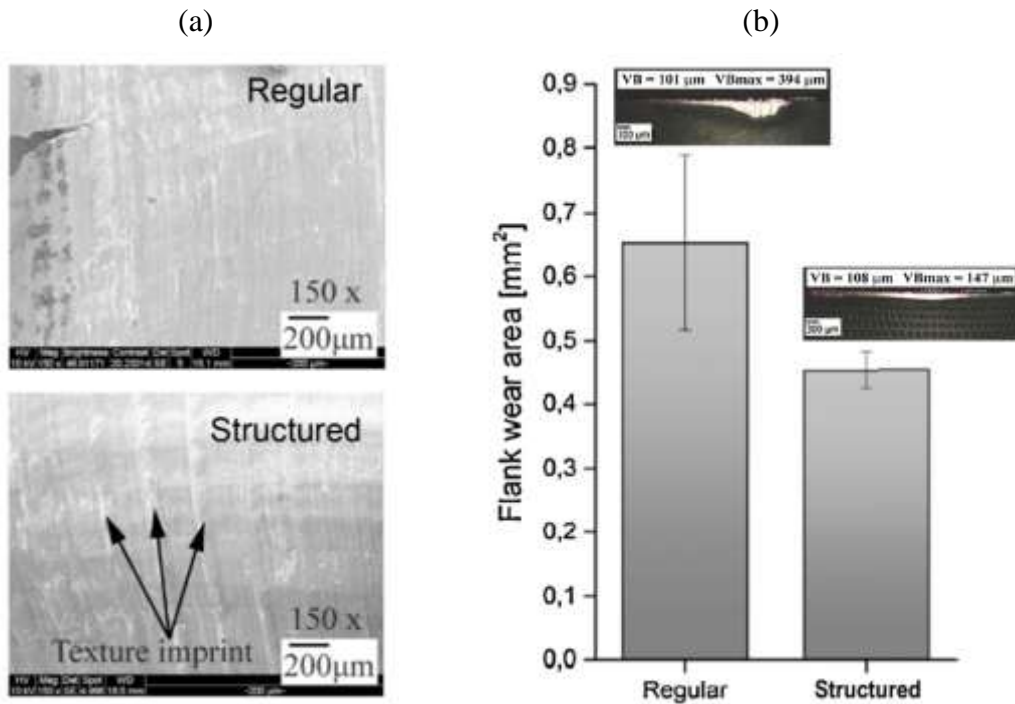 (a)
(b)
Regular
150 x
200μm
Structured
Texture imprint
150 x
200μm
Flank wear area [mm²]
0,9
0,8
0,7
0,6
0,5
0,4
0,3
0,2
0,1
0,0
VB = 101 μm VBmax = 394 μm
VB = 108 μm VBmax = 147 μm
Regular
Structured